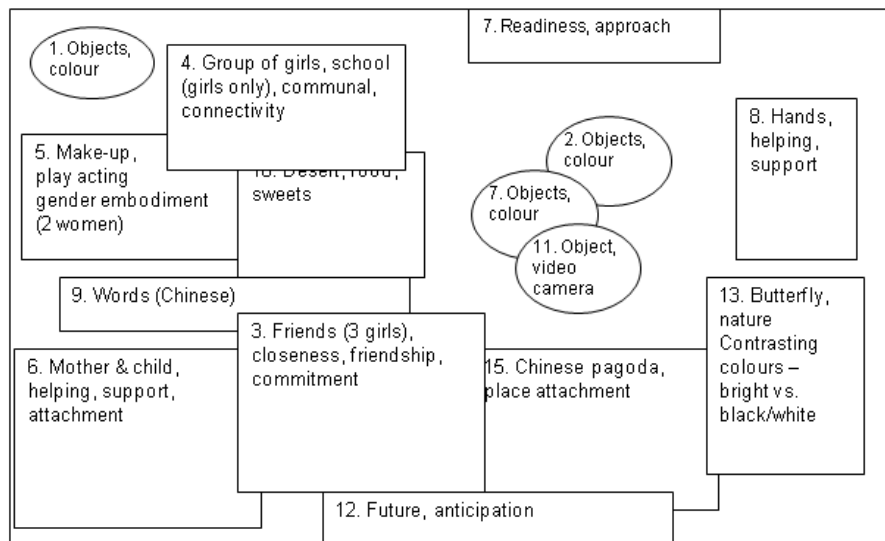 7. Readiness, approach
1. Objects,
colour
4. Group of girls, school
(girls only),
communal,
connectivity
8. Hands,
helping,
support
2. Objects,
colour
5. Make-up,
play acting
gender embodiment
(2 women)
Desert, food,
sweets
7. Objects,
colour
11. Object,
video
camera
9. Words (Chinese)
13. Butterfly,
nature
Contrasting
colours –
bright vs.
black/white
3. Friends (3 girls),
closeness, friendship,
commitment
6. Mother & child,
helping, support,
attachment
15. Chinese pagoda,
place attachment
12. Future, anticipation